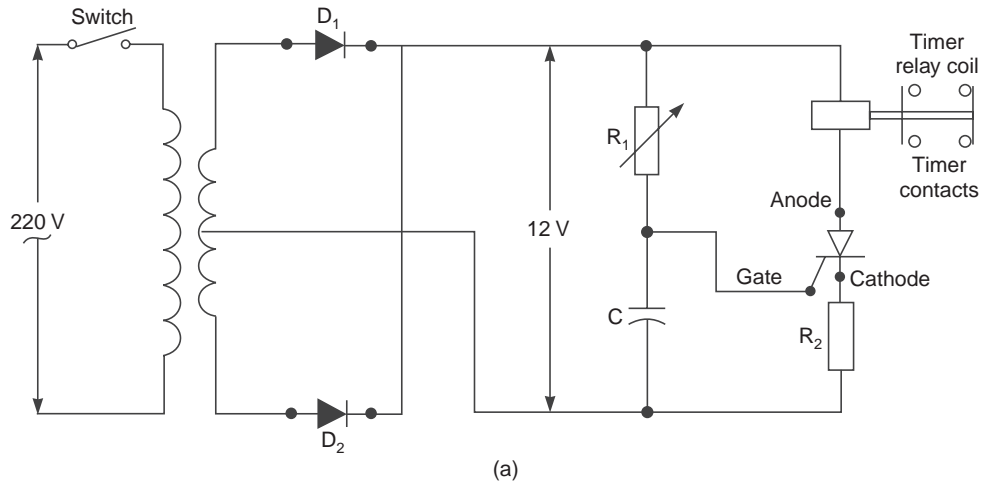 Switch
D1
Timer
relay coil
R1
Timer
contacts
220 V
12 V
Anode
Gate
Cathode
C
R2
D2
(a)